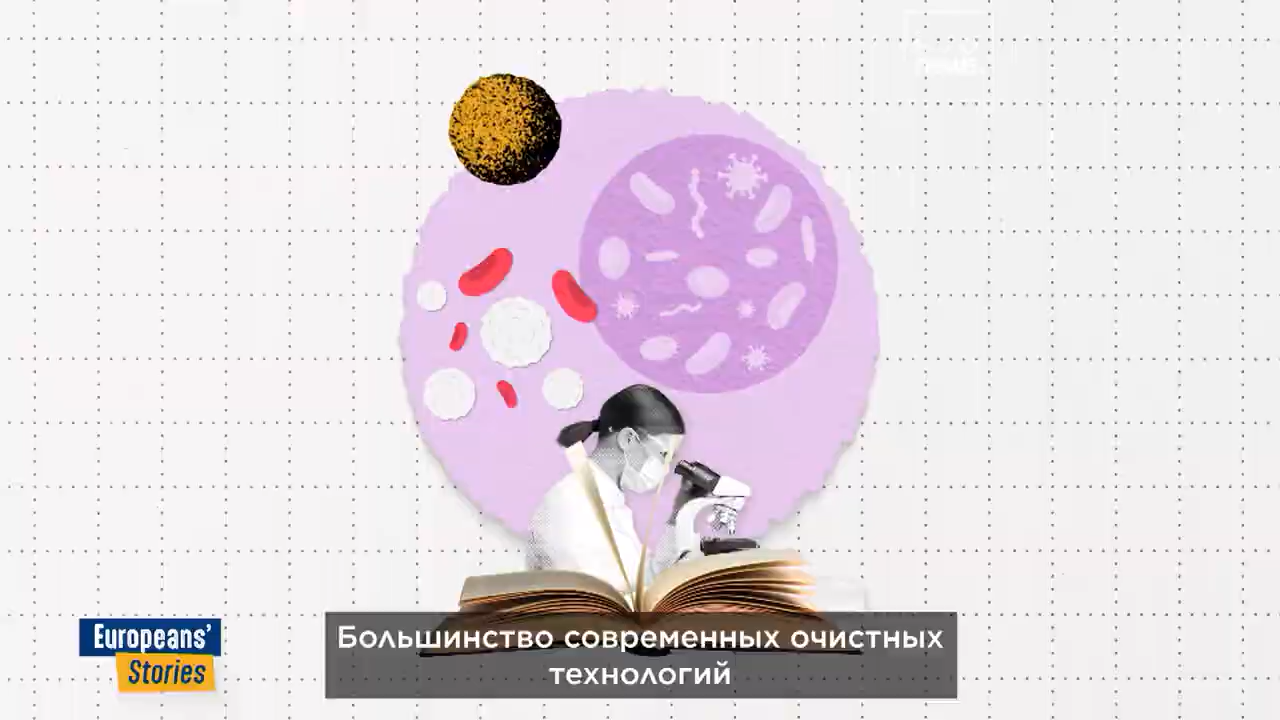 Europeans'
Stories
Большинство современных очистных
технологий